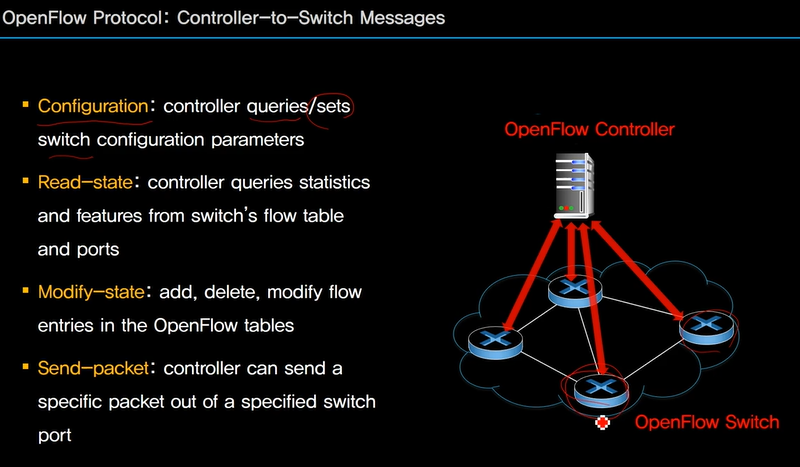 OpenFlow Protocol: Controller-to-Switch Messages
▪ Configuration: controller queries/sets
switch configuration parameters
▪ Read-state: controller queries statistics
and features from switch's flow table
and ports
▪ Modify-state: add, delete, modify flow
entries in the OpenFlow tables
▪ Send-packet: controller can send a
specific packet out of a specified switch
port
OpenFlow Controller
OpenFlow Switch